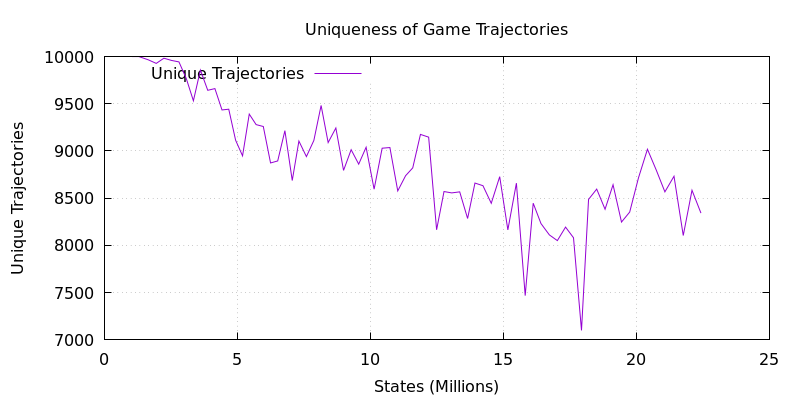 Uniqueness of Game Trajectories
Unique Trajectories
10000
9500
9000
8500
8000
7500
7000
Unique Trajectories
0 5 10 15 20 25
States (Millions)